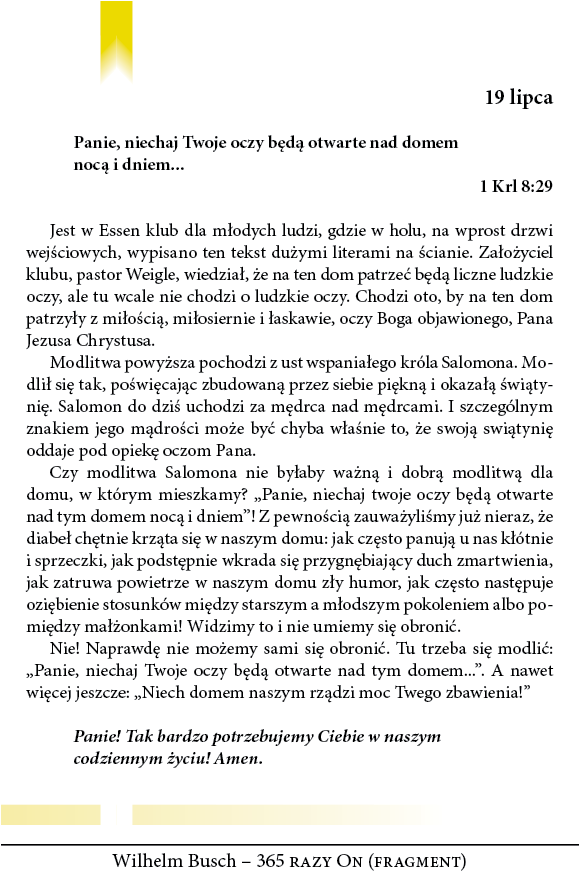 19 lipca
Panie, niechaj Twoje oczy będą otwarte nad domem
nocą i dniem...
1 Krl 8:29
Jest w Essen klub dla młodych ludzi, gdzie w holu, na wprost drzwi
wejściowych, wypisano ten tekst dużymi literami na ścianie. Założyciel
klubu, pastor Weigle, wiedział, że na ten dom patrzeć będą liczne ludzkie
oczy, ale tu wcale nie chodzi o ludzkie oczy. Chodzi oto, by na ten dom
patrzyły z miłością, miłosiernie i łaskawie, oczy Boga objawionego, Pana
Jezusa Chrystusa.
Modlitwa powyższa pochodzi z ust wspaniałego króla Salomona. Mo-
dlił się tak, poświęcając zbudowaną przez siebie piękną i okazałą święty-
nię. Salomon do dziś uchodzi za mędrca nad mędrcami. I szczególnym
znakiem jego mądrości może być chyba właśnie to, że swoją swiątynię
oddaje pod opiekę oczom Pana.
Czy modlitwa Salomona nie byłaby ważną i dobrą modlitwą dla
domu, w którym mieszkamy? „Panie, niechaj twoje oczy będą otwarte
nad tym domem nocą i dniem”! Z pewnością zauważyliśmy już nieraz, że
diabeł chętnie krząta się w naszym domu: jak często panują u nas kłótnie
i sprzeczki, jak podstępnie wkrada się przygnębiający duch zmartwienia,
jak zatruwa powietrze w naszym domu zły humor, jak często następuje
oziębienie stosunków między starszym a młodszym pokoleniem albo po-
między małżonkami! Widzimy to i nie umiemy się obronić.
Nie! Naprawdę nie możemy sami się obronić. Tu trzeba się modlić:
„Panie, niechaj Twoje oczy będą otwarte nad tym domem...”. A nawet
więcej jeszcze: „Niech domem naszym rządzi moc Twego zbawienia!”
Panie! Tak bardzo potrzebujemy Ciebie w naszym
codziennym życiu! Amen.
Wilhelm Busch – 365 RAZY ON (FRAGMENT)